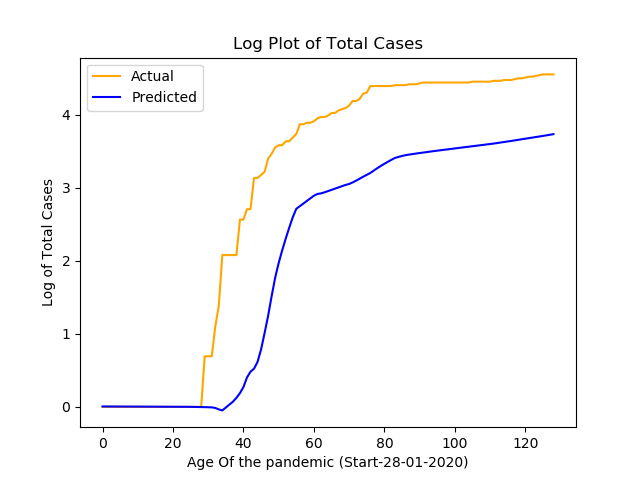 Log Plot of Total Cases
Actual
Predicted
Log of Total Cases
4
3
2
1
0
0 20 40 60 80 100 120
Age Of the pandemic (Start-28-01-2020)